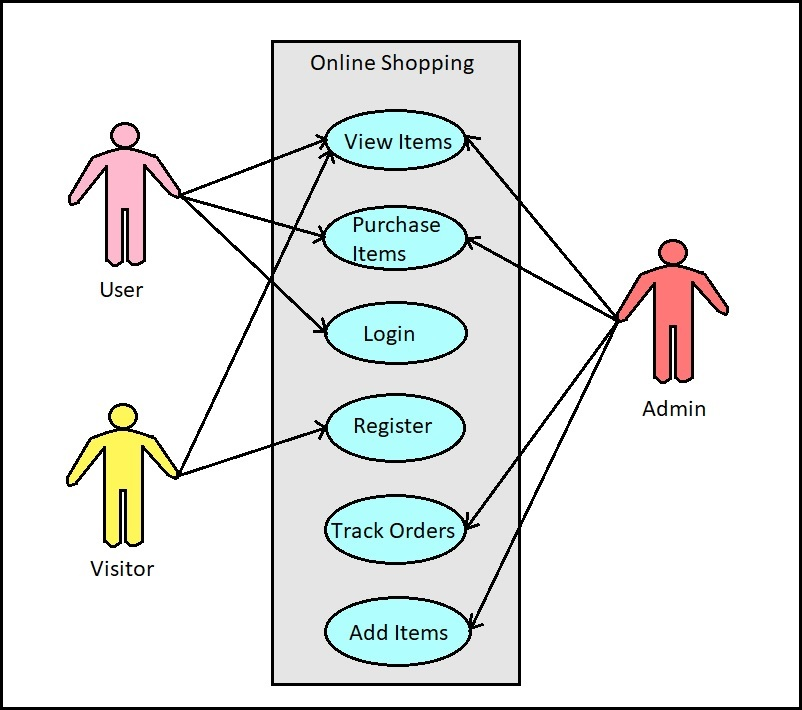 Online Shopping
View Items
Purchase
Items
User
Login
Admin
Register
Track Orders
Visitor
Add Items